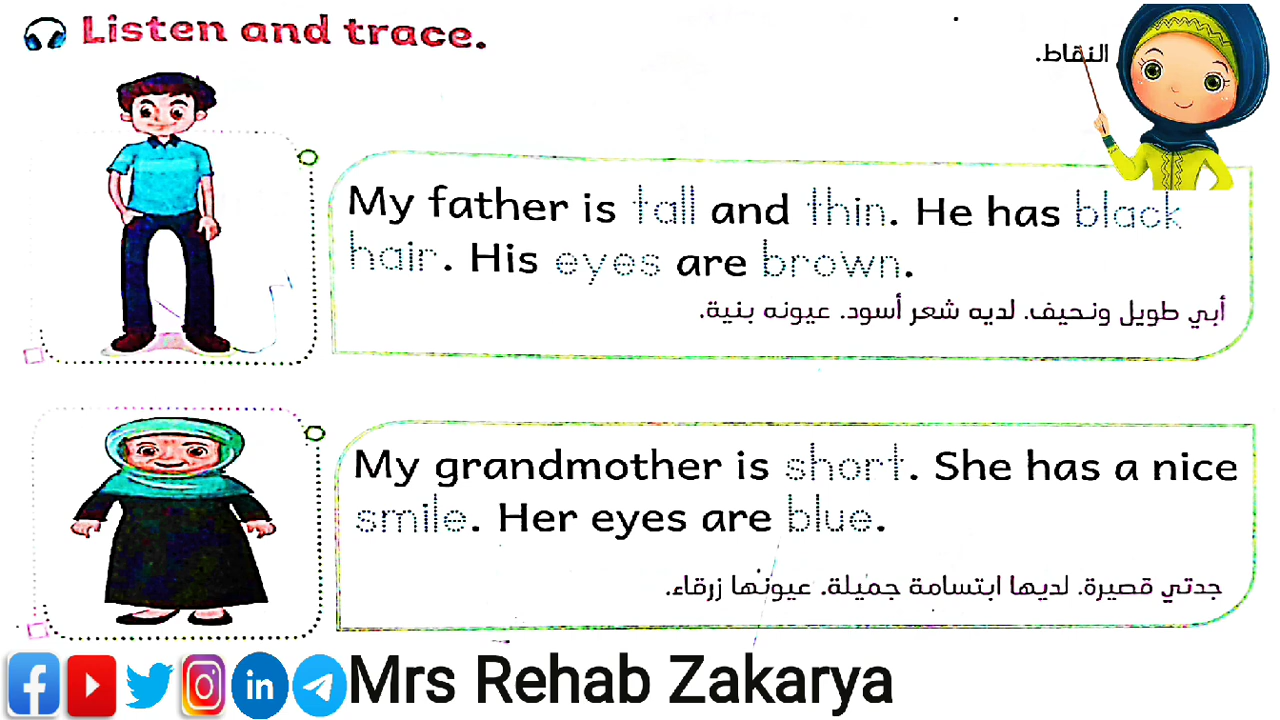 Listen and trace.
النقاط.
My father is tall and thin. He has black
hair. His eyes are brown.
أبي طويل ونحيف. لديه شعر أسود. عيونه بنية.
My grandmother is short. She has a nice
smile. Her eyes are blue.
جدتي قصيرة. لديها ابتسامة جميلة. عيونها زرقاء.
Mrs Rehab Zakarya